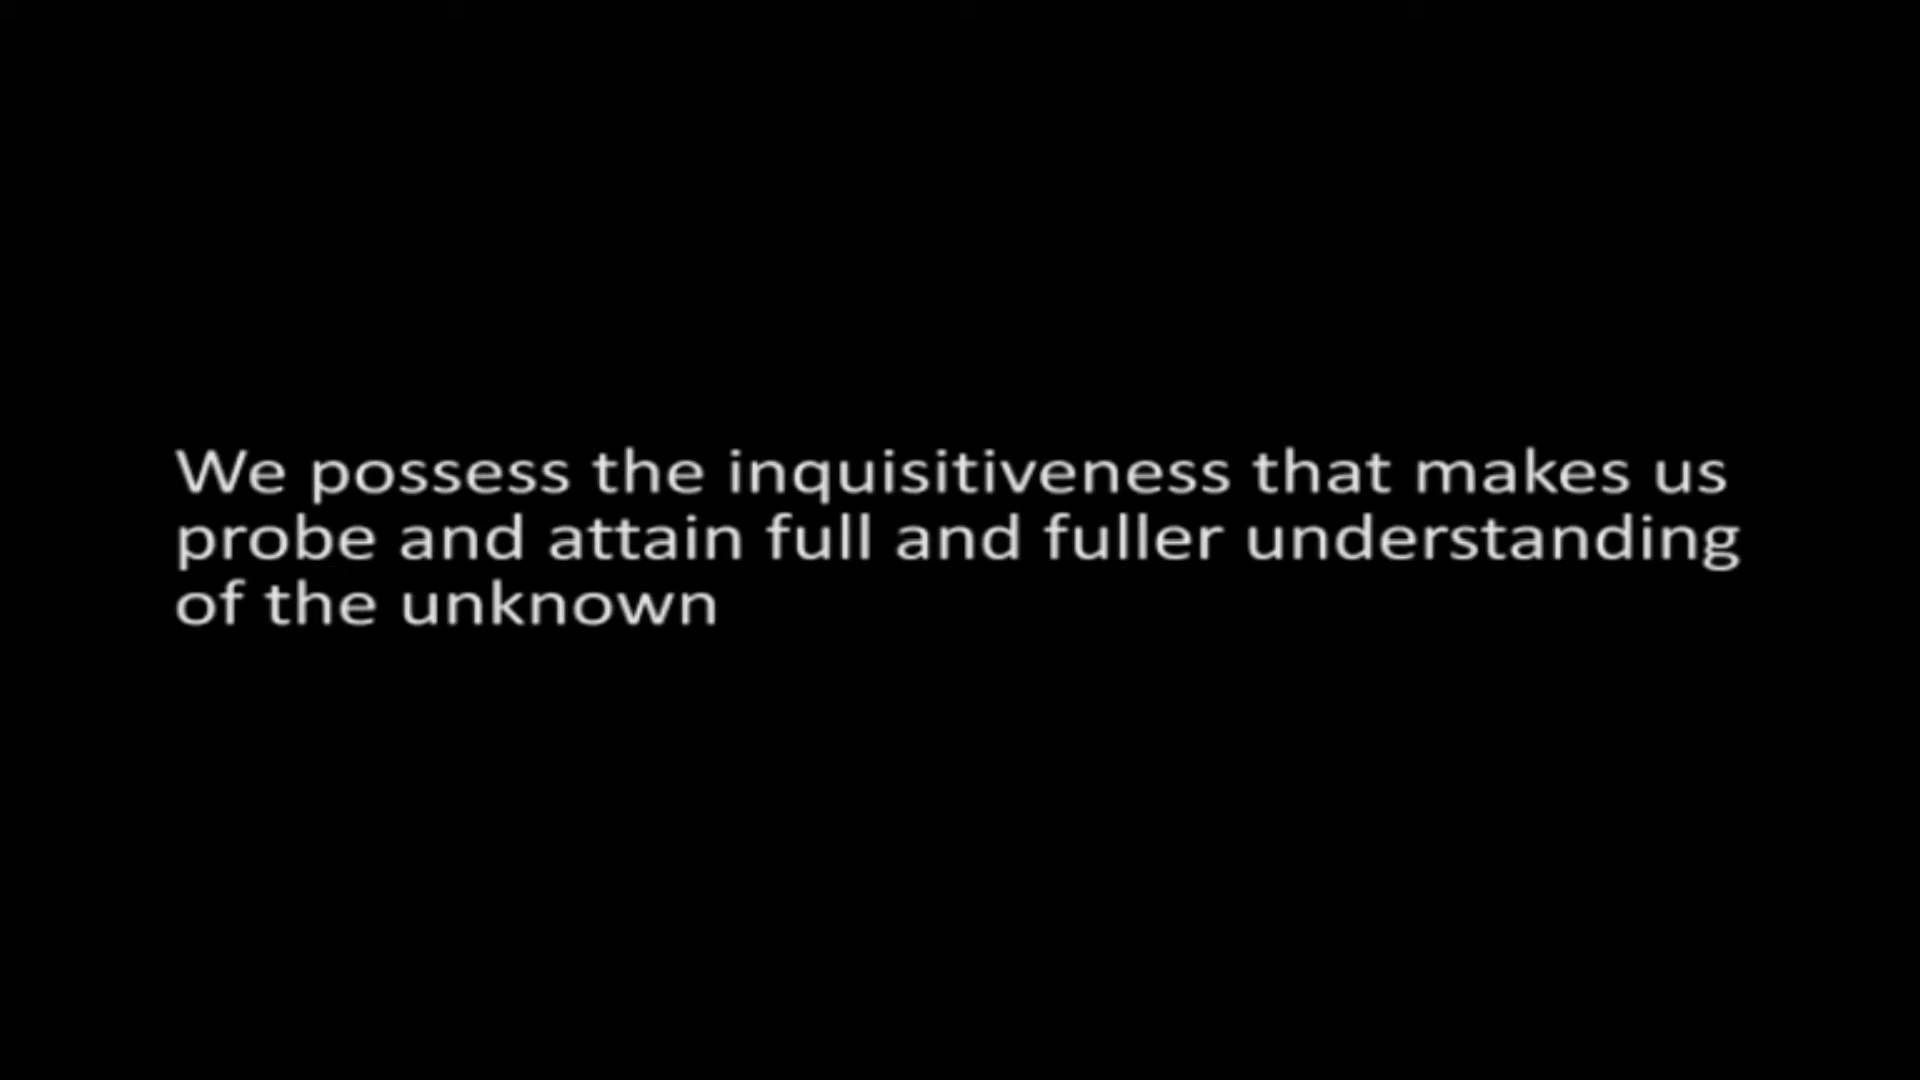 We possess the inquisitiveness that makes us
probe and attain full and fuller understanding
of the unknown